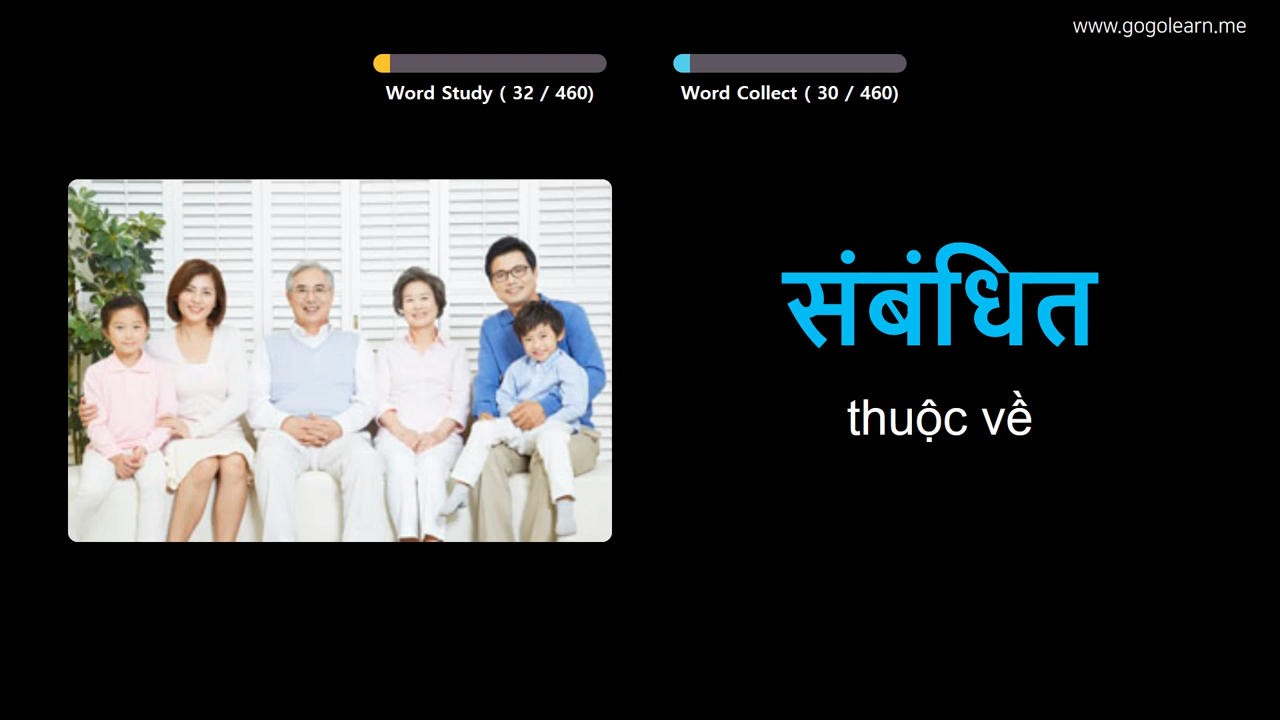 www.gogolearn.me
Word Study ( 32 / 460)
Word Collect ( 30 / 460)
संबंधित
thuộc về